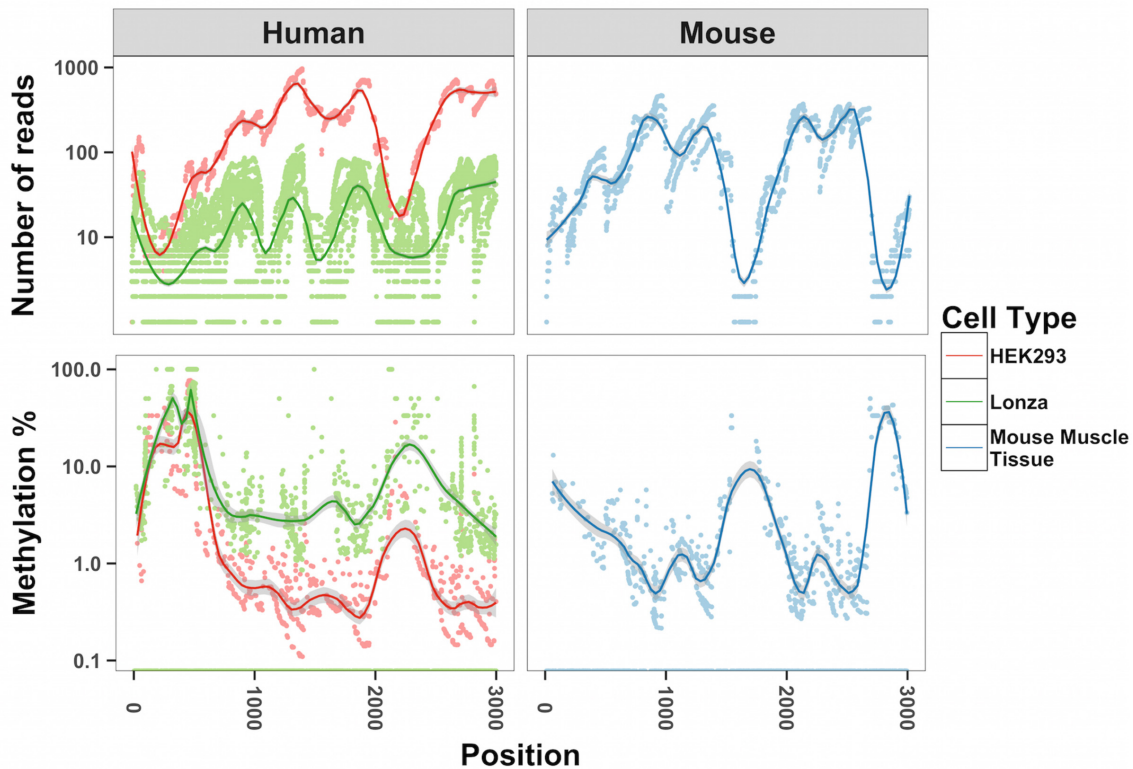 Human
Mouse
Number of reads
1000
100
10
Methylation %
100.0
10.0
1.0
0.1
0
1000
2000
3000
0
1000
2000
3000
Position
Cell Type
HEK293
Lonza
Mouse Muscle
Tissue